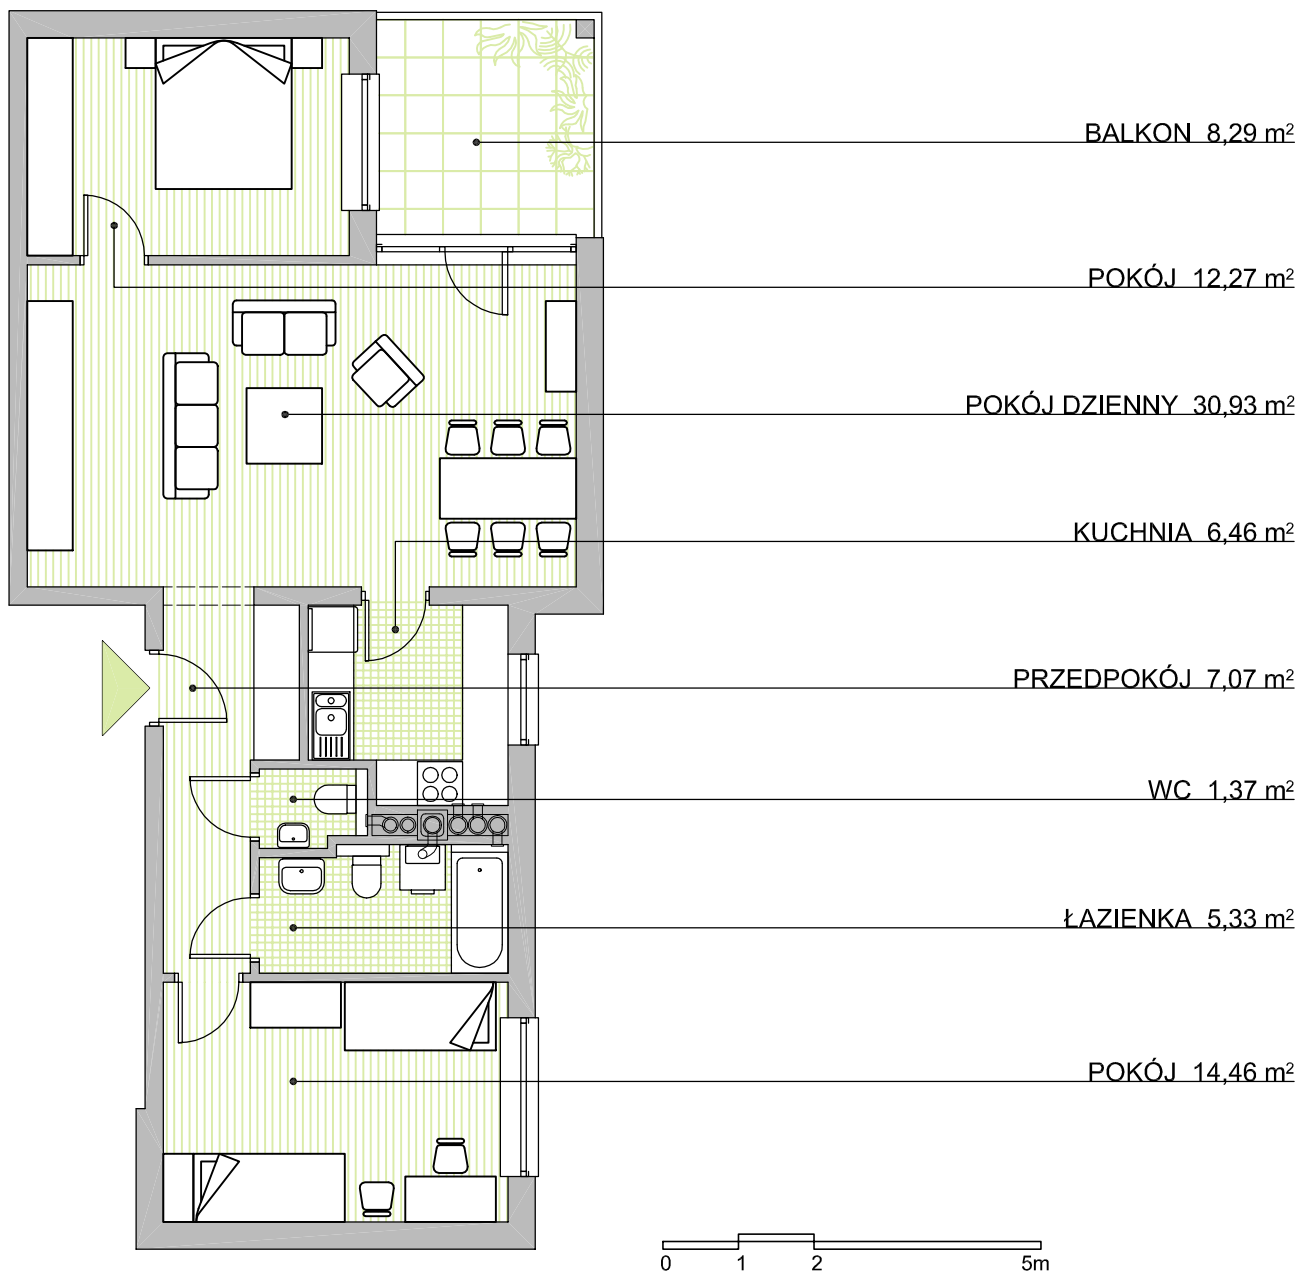 BALKON 8,29 m²
POKÓJ 12,27 m²
POKÓJ DZIENNY 30,93 m²
KUCHNIA 6,46 m²
PRZEDPOKÓJ 7,07 m²
WC 1,37 m²
ŁAZIENKA 5,33 m²
POKÓJ 14,46 m²
0 1 2 5m